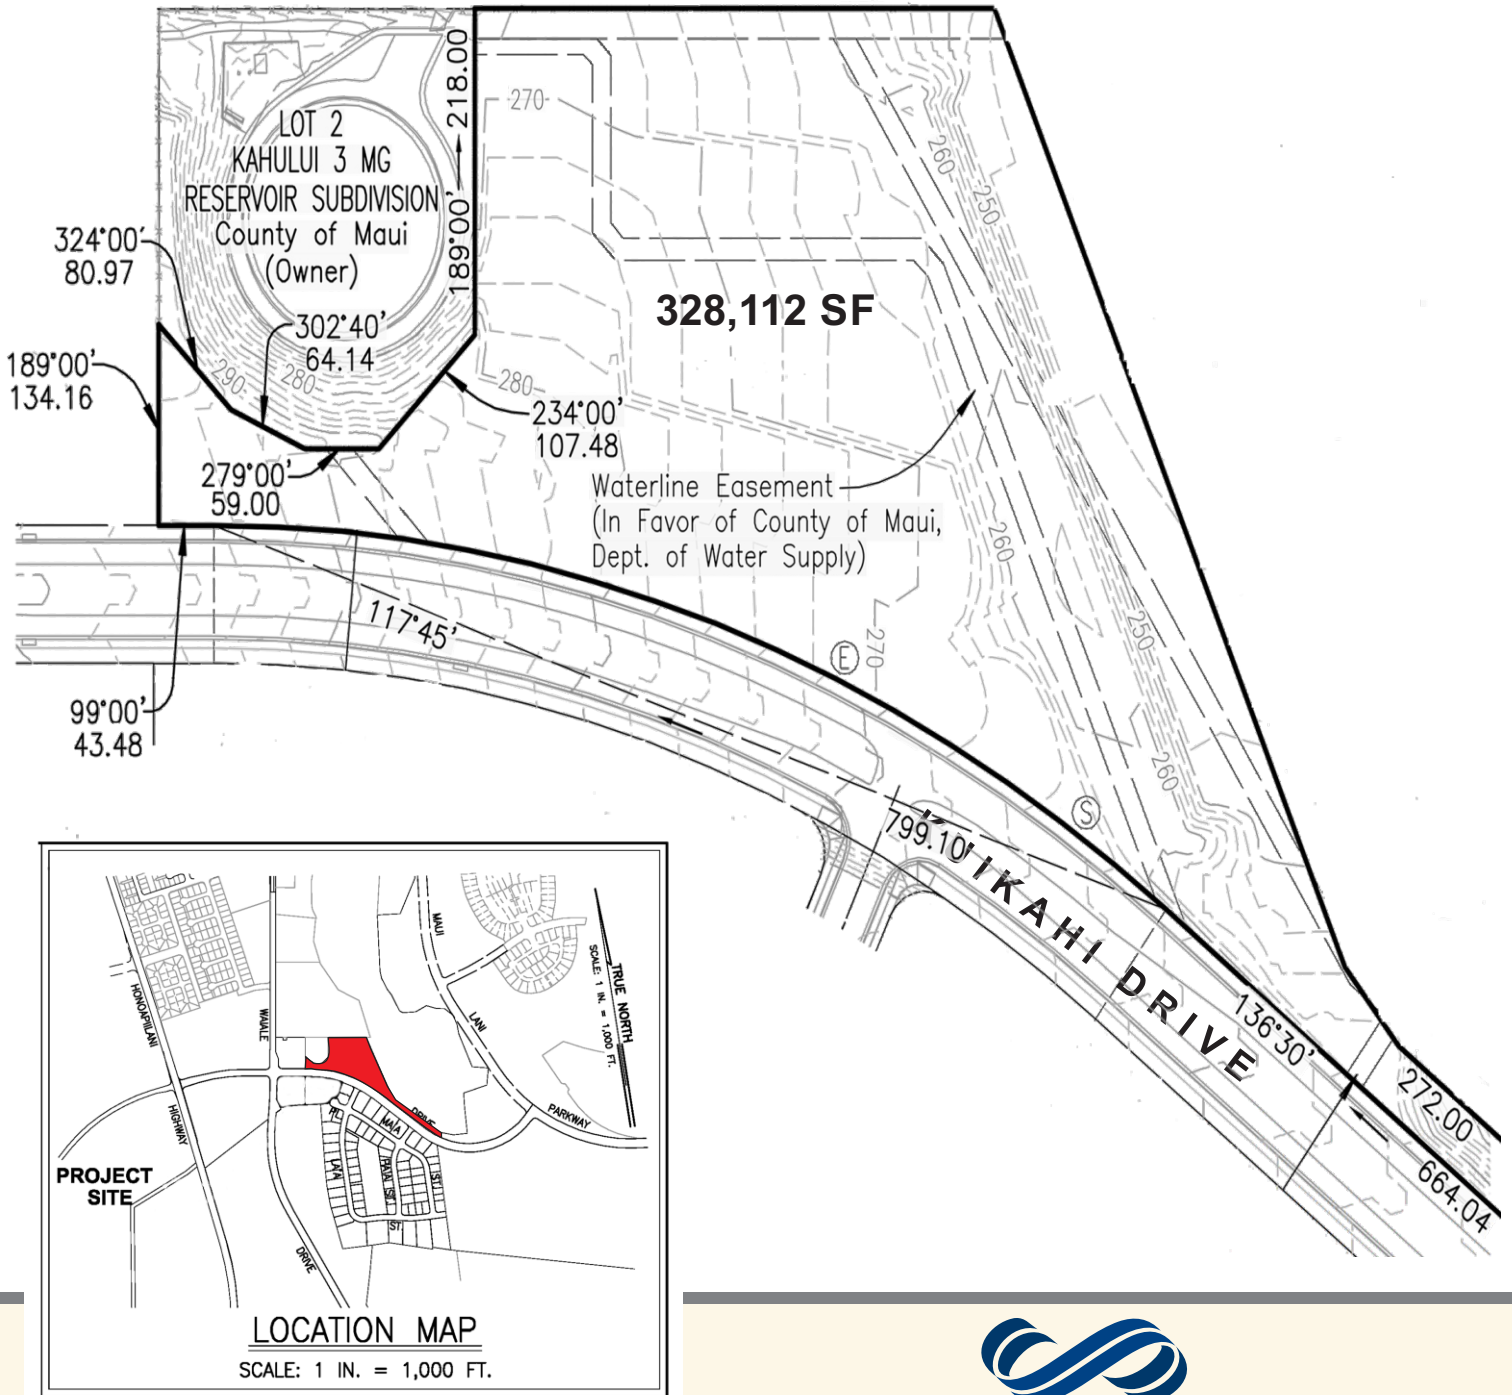 LOT 2
KAHULUI 3 MG
RESERVOIR SUBDIVISION
County of Maui
(Owner)
189°00'
218.00
324°00'
80.97
302°40'
64.14
189°00'
134.16
290
280
279°00'
59.00
234°00'
107.48
270
280
328,112 SF
260
250
Waterline Easement
(In Favor of County of Maui,
Dept. of Water Supply)
260
250
260
270
E
S
117°45'
799.10
99°00'
43.48
KUIKAHI DRIVE
136°30'
272.00
664.04
HONOAPIILANI
HIGHWAY
WAIALE
DRIVE
MAUI
LANI
PARKWAY
DRIVE
MAA
ST.
ST.
TRUE NORTH
SCALE: 1 IN. = 1,000 FT.
PROJECT
SITE
LOCATION MAP
SCALE: 1 IN. = 1,000 FT.